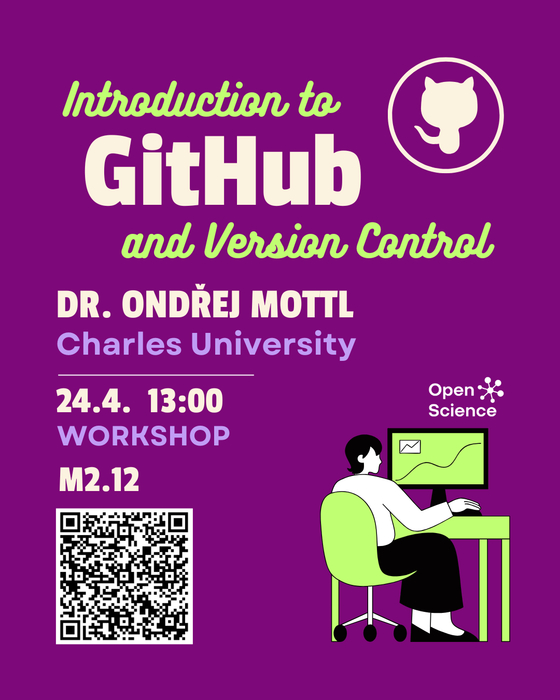 Introduction to
GitHub
and Version Control
DR. ONDŘEJ MOTTL
Charles University
24.4. 13:00
WORKSHOP
M2.12
Open
Science